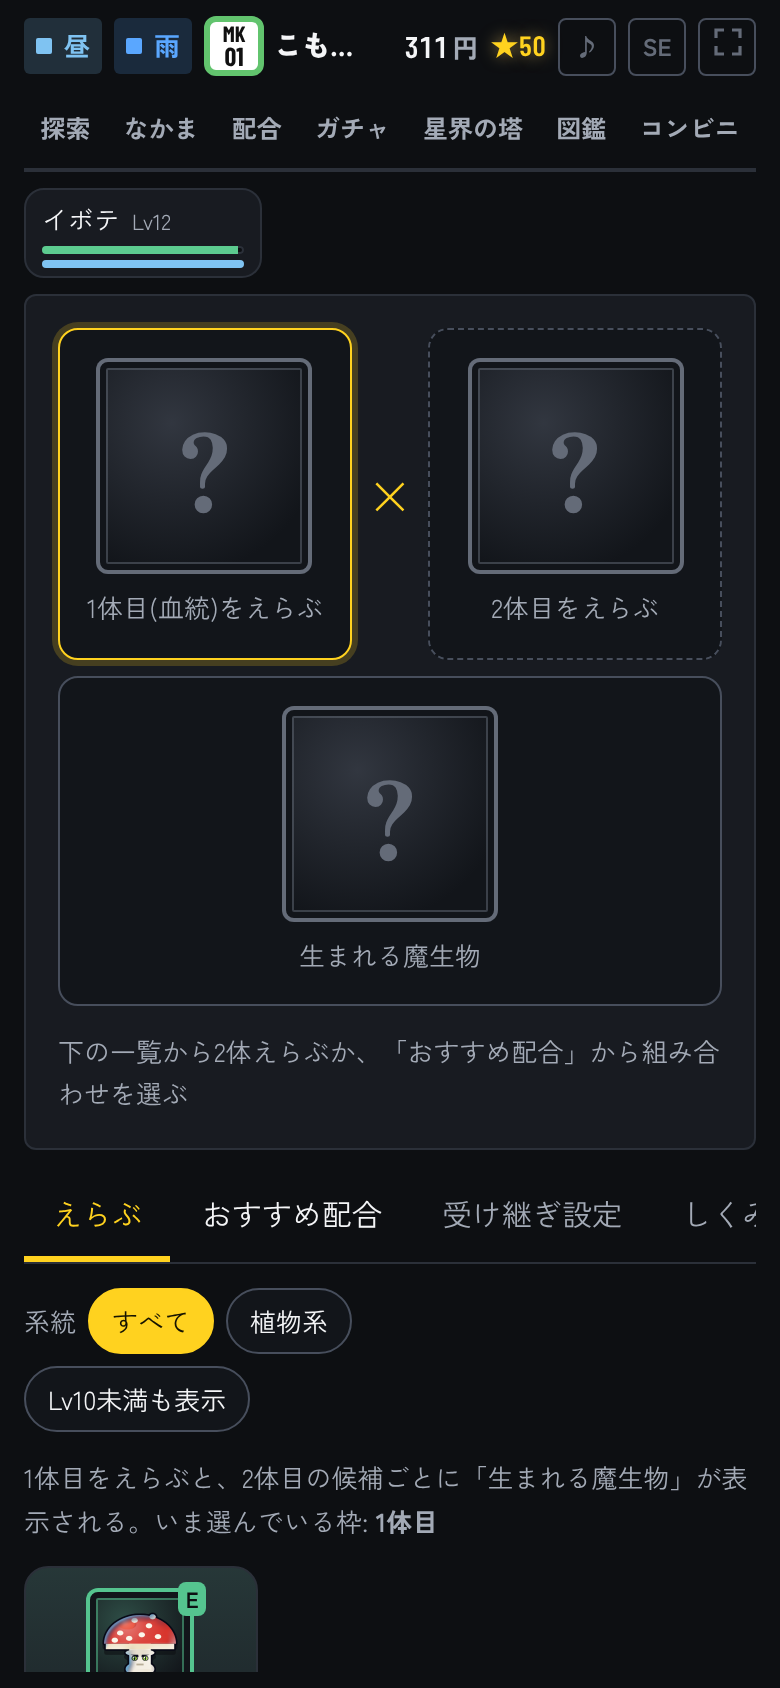 昼 雨 MK 01 こも… 311円 ★50 ♪ SE
探索 なかま 配合 ガチャ 星界の塔 図鑑 コンビニ
イボテ Lv12
? × ?
1体目(血統)をえらぶ 2体目をえらぶ
?
生まれる魔生物
下の一覧から2体えらぶか、「おすすめ配合」から組み合
わせを選ぶ
えらぶ おすすめ配合 受け継ぎ設定 しくみ
系統 すべて 植物系
Lv10未満も表示
1体目をえらぶと、2体目の候補ごとに「生まれる魔生物」が表
示される。いま選んでいる枠: 1体目
E